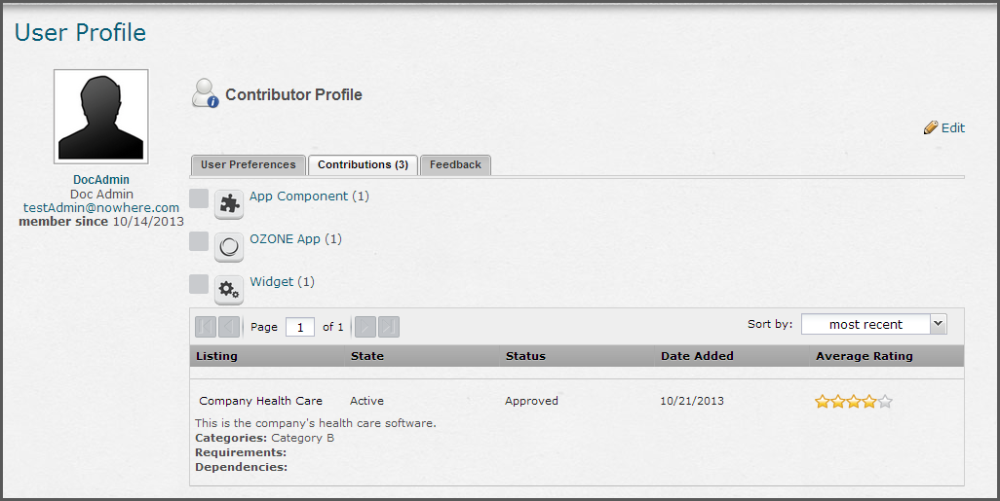 User Profile
Contributor Profile
Edit
User Preferences Contributions (3) Feedback
DocAdmin
Doc Admin
testAdmin@nowhere.com
member since 10/14/2013
App Component (1)
OZONE App (1)
Widget (1)
Page 1 of 1 Sort by: most recent
Listing State Status Date Added Average Rating
Company Health Care Active Approved 10/21/2013
This is the company's health care software.
Categories: Category B
Requirements:
Dependencies: